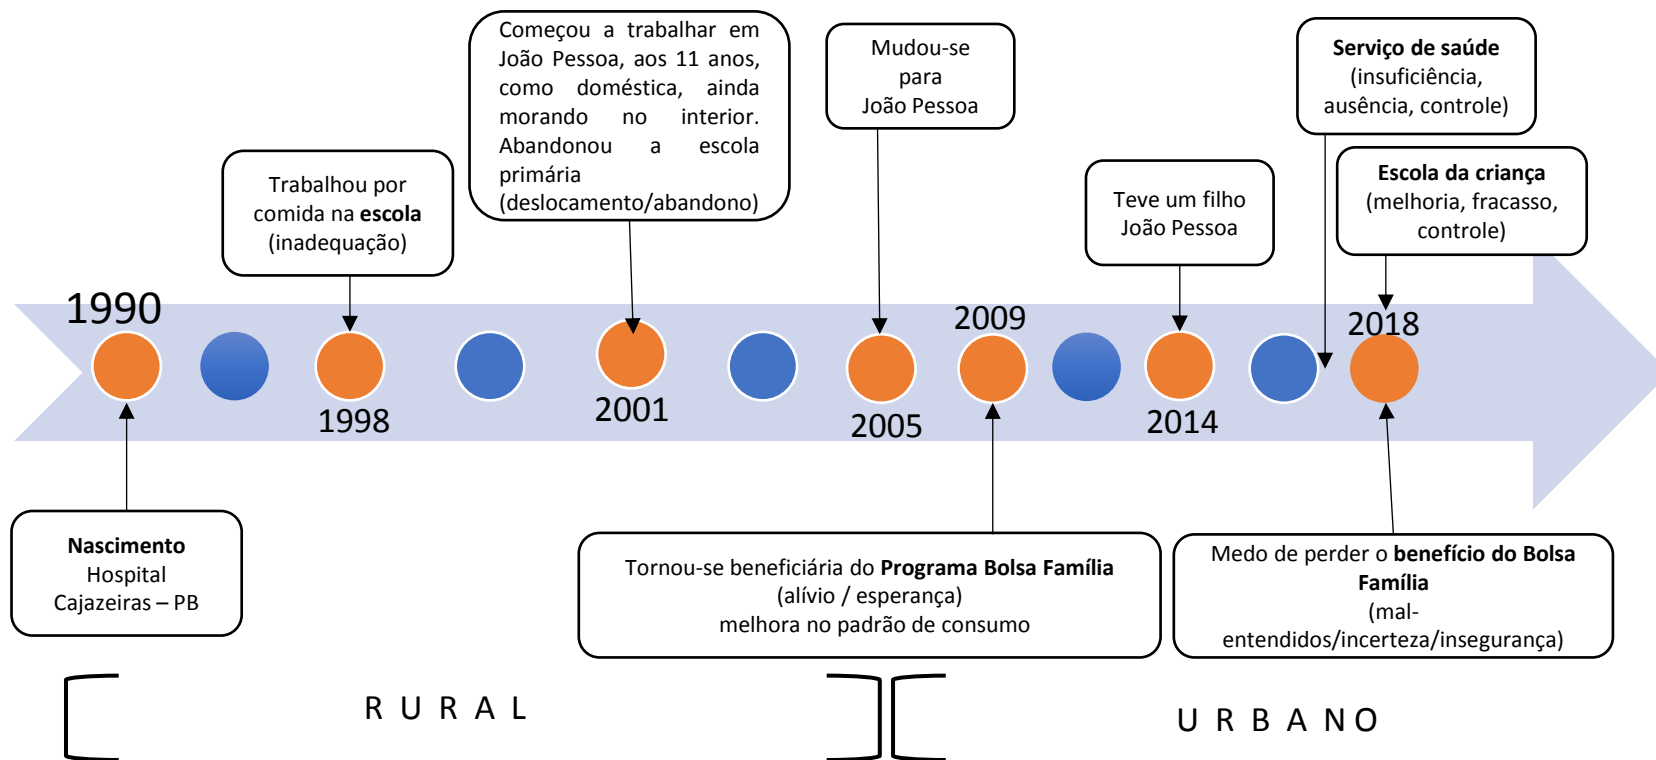 Começou a trabalhar em
João Pessoa, aos 11 anos,
como doméstica, ainda
morando no interior.
Abandonou a escola
primária
(deslocamento/abandono)
Mudou-se
para
João Pessoa
Serviço de saúde
(insuficiência,
ausência, controle)
Trabalhou por
comida na escola
(inadequação)
Teve um filho
João Pessoa
Escola da criança
(melhoria, fracasso,
controle)
1990
1998
2001
2005
2009
2014
2018
Nascimento
Hospital
Cajazeiras – PB
Tornou-se beneficiária do Programa Bolsa Família
(alívio / esperança)
melhora no padrão de consumo
Medo de perder o benefício do Bolsa
Família
(mal-
entendidos/incerteza/insegurança)
R U R A L
U R B A N O